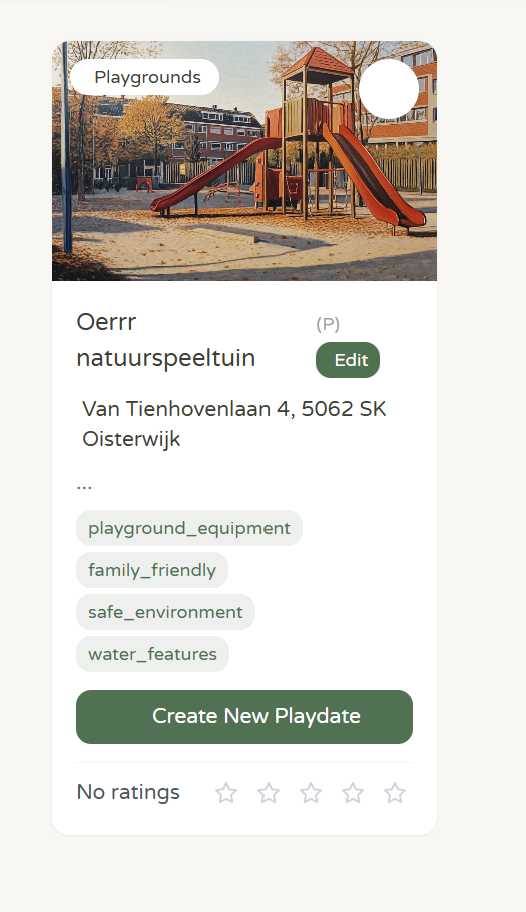 Playgrounds
Oerrr
natuurspeeltuin
(P)
Edit
Van Tienhovenlaan 4, 5062 SK
Oisterwijk
...
playground_equipment
family_friendly
safe_environment
water_features
Create New Playdate
No ratings